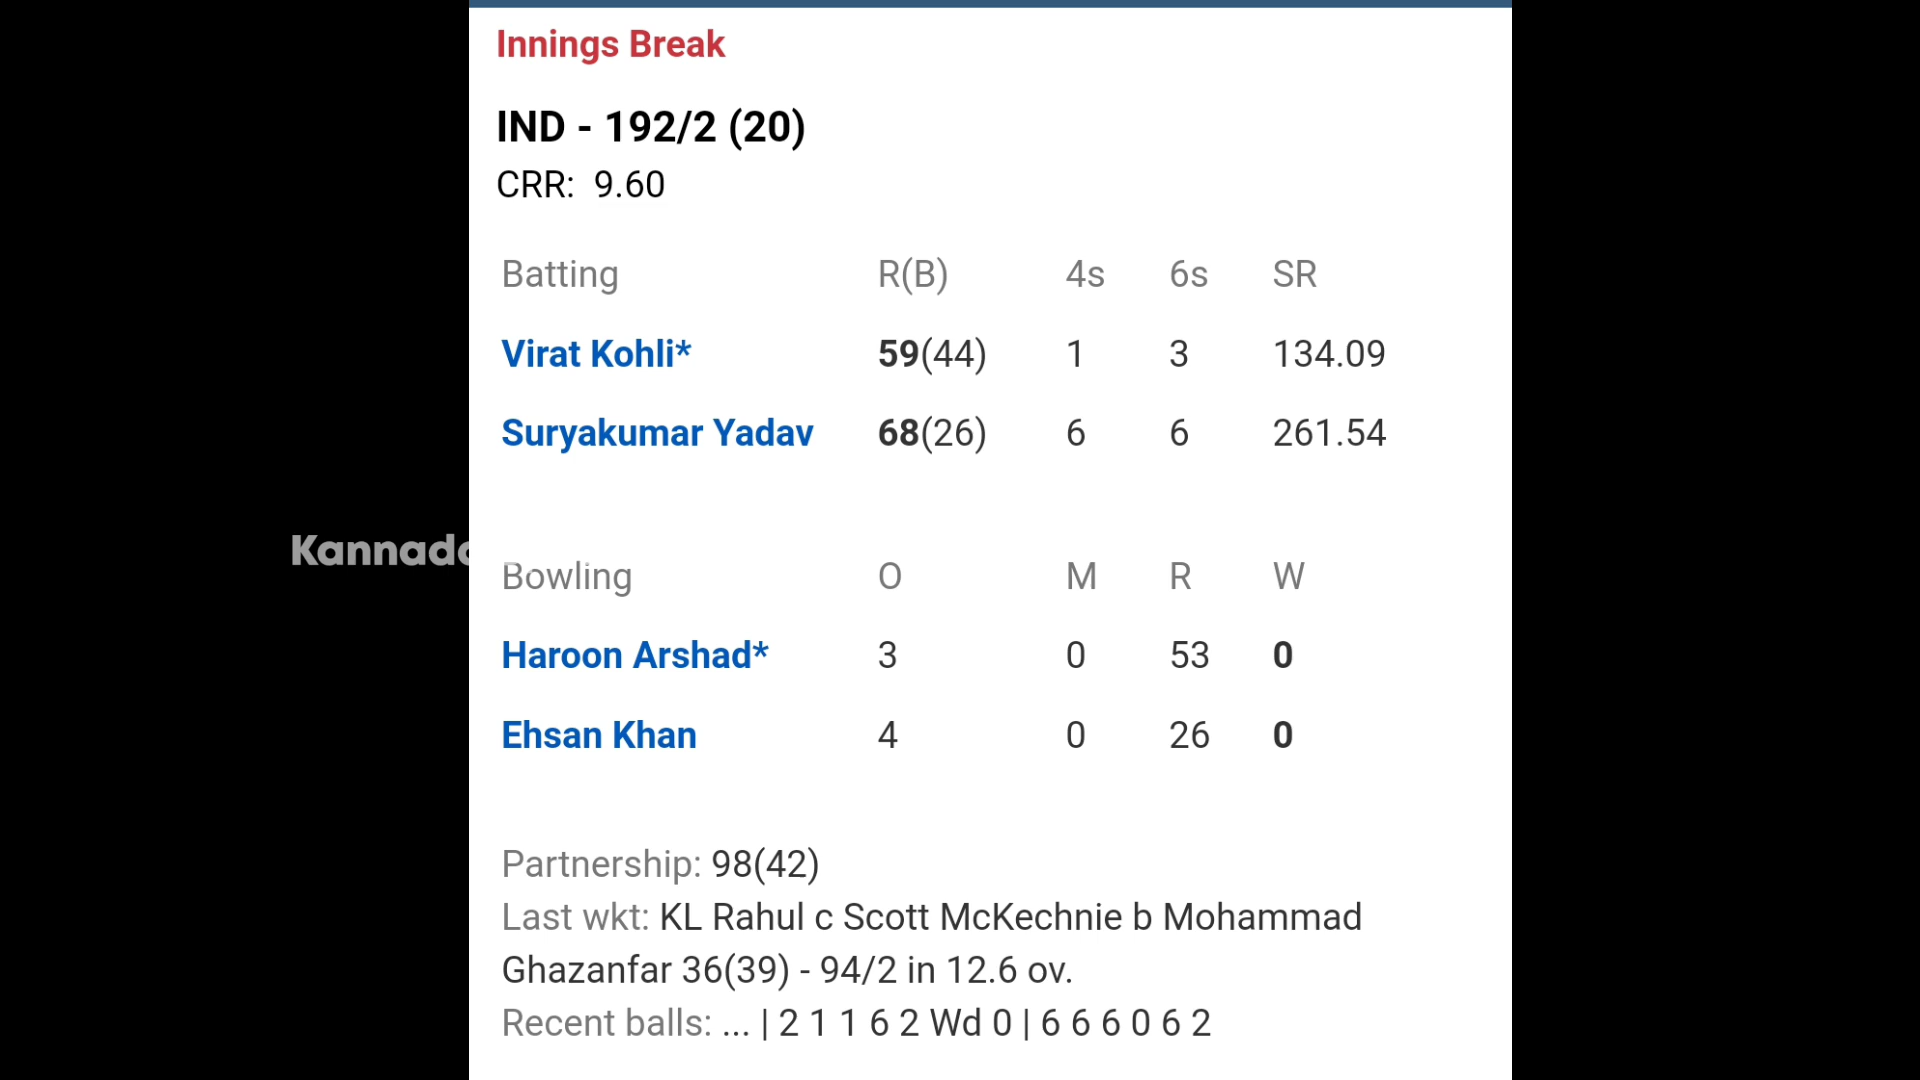 Innings Break
IND - 192/2 (20)
CRR: 9.60
Batting R(B) 4s 6s SR
Virat Kohli* 59(44) 1 3 134.09
Suryakumar Yadav 68(26) 6 6 261.54
Kannada
Bowling O M R W
Haroon Arshad* 3 0 53 0
Ehsan Khan 4 0 26 0
Partnership: 98(42)
Last wkt: KL Rahul c Scott McKechnie b Mohammad
Ghazanfar 36(39) - 94/2 in 12.6 ov.
Recent balls: ... | 2 1 1 6 2 Wd 0 | 6 6 6 0 6 2